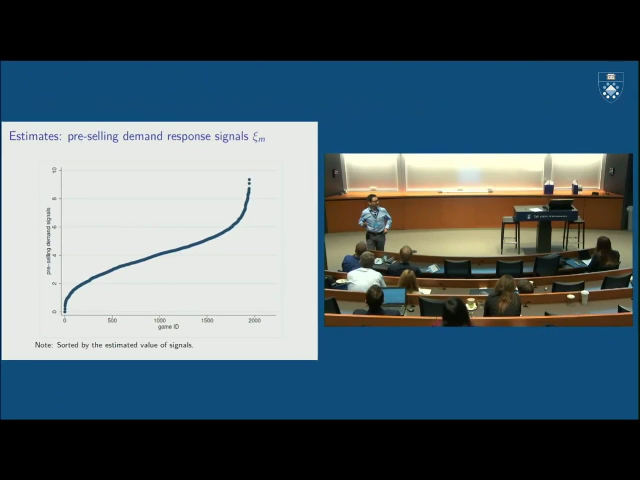 Estimates: pre-selling demand response signals ξm
pre-selling demand signals
10
8
6
4
2
0
0
500
1000
1500
2000
game ID
Note: Sorted by the estimated value of signals.